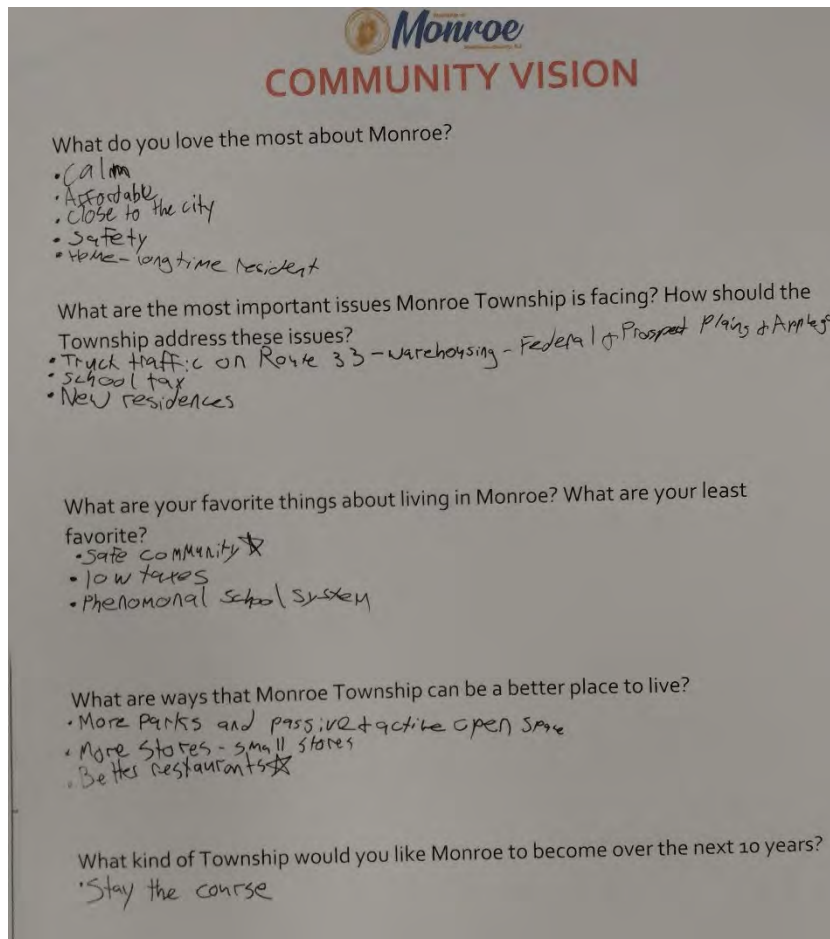 Monroe
COMMUNITY VISION
What do you love the most about Monroe?
• Calm
• Affordable
• Close to the city
• Safety
• Home - long time resident
What are the most important issues Monroe Township is facing? How should the
Township address these issues?
• Truck traffic on Route 33 - warehousing - Federal & Prospect Plains &
• School tax
• New residences
What are your favorite things about living in Monroe? What are your least
favorite?
• Safe community ☆
• low taxes
• Phenomonal school system
What are ways that Monroe Township can be a better place to live?
• More parks and passive + active open space
• More stores - small stores
• Better restaurants ☆
What kind of Township would you like Monroe to become over the next 10 years?
• Stay the course